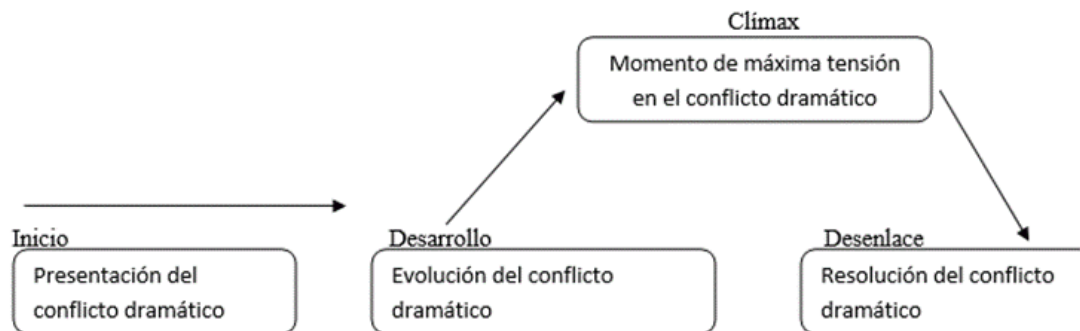 Clímax
Momento de máxima tensión
en el conflicto dramático
Inicio
Presentación del
conflicto dramático
Desarrollo
Evolución del conflicto
dramático
Desenlace
Resolución del conflicto
dramático